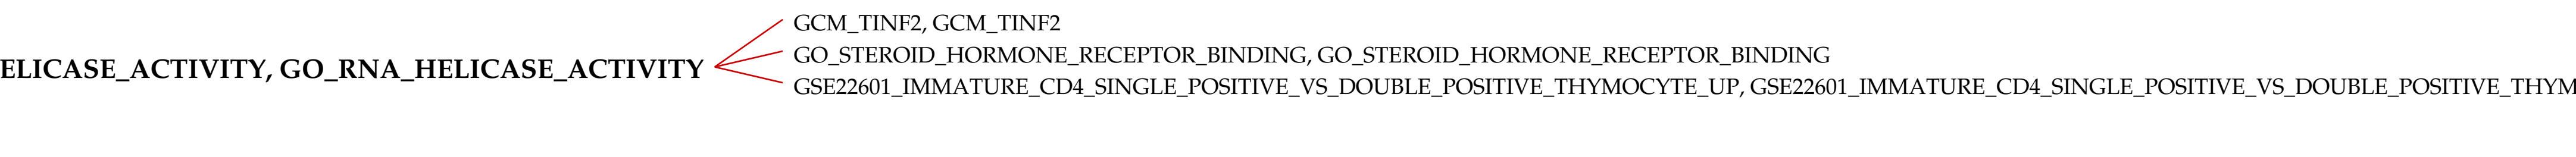 GCM_TINF2, GCM_TINF2
GO_STEROID_HORMONE_RECEPTOR_BINDING, GO_STEROID_HORMONE_RECEPTOR_BINDING
ELICASE_ACTIVITY, GO_RNA_HELICASE_ACTIVITY
GSE22601_IMMATURE_CD4_SINGLE_POSITIVE_VS_DOUBLE_POSITIVE_THYMOCYTE_UP, GSE22601_IMMATURE_CD4_SINGLE_POSITIVE_VS_DOUBLE_POSITIVE_THYM